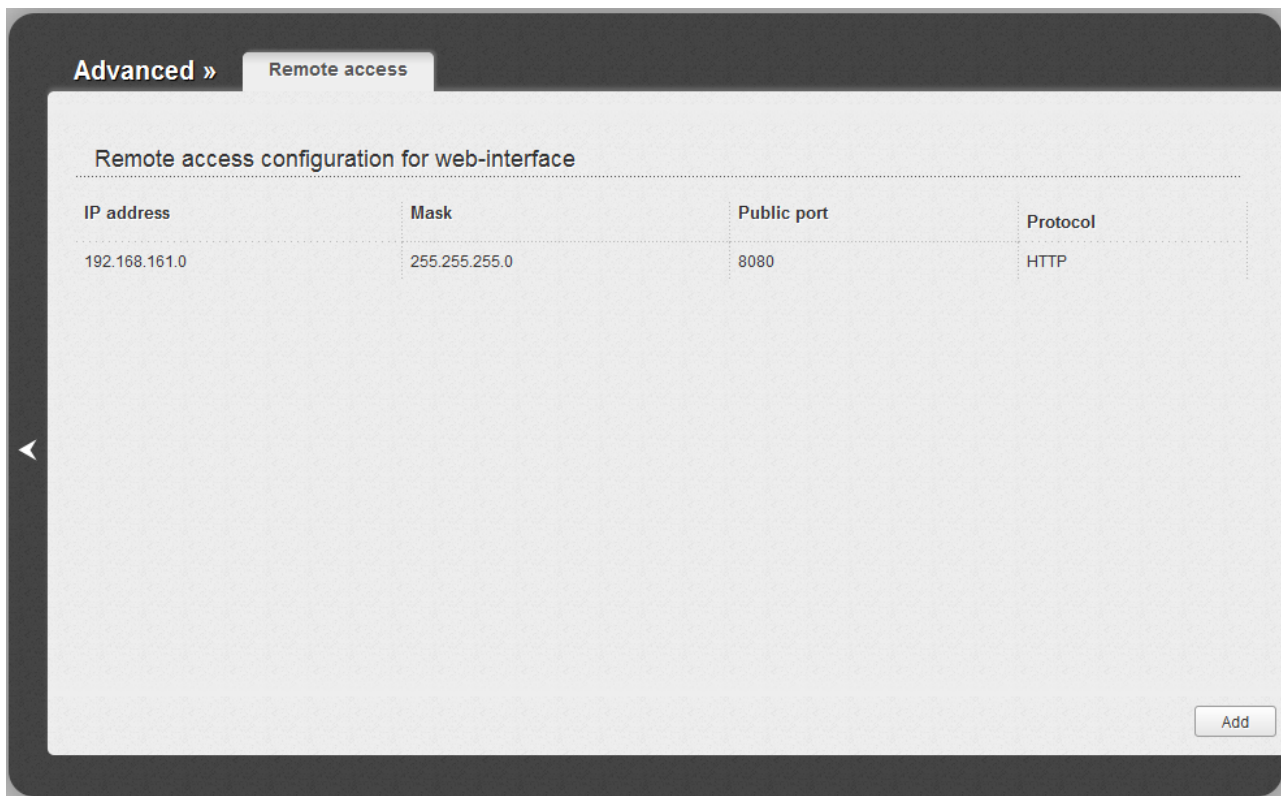 Advanced » Remote access
Remote access configuration for web-interface
IP address Mask Public port Protocol
192.168.161.0 255.255.255.0 8080 HTTP
Add